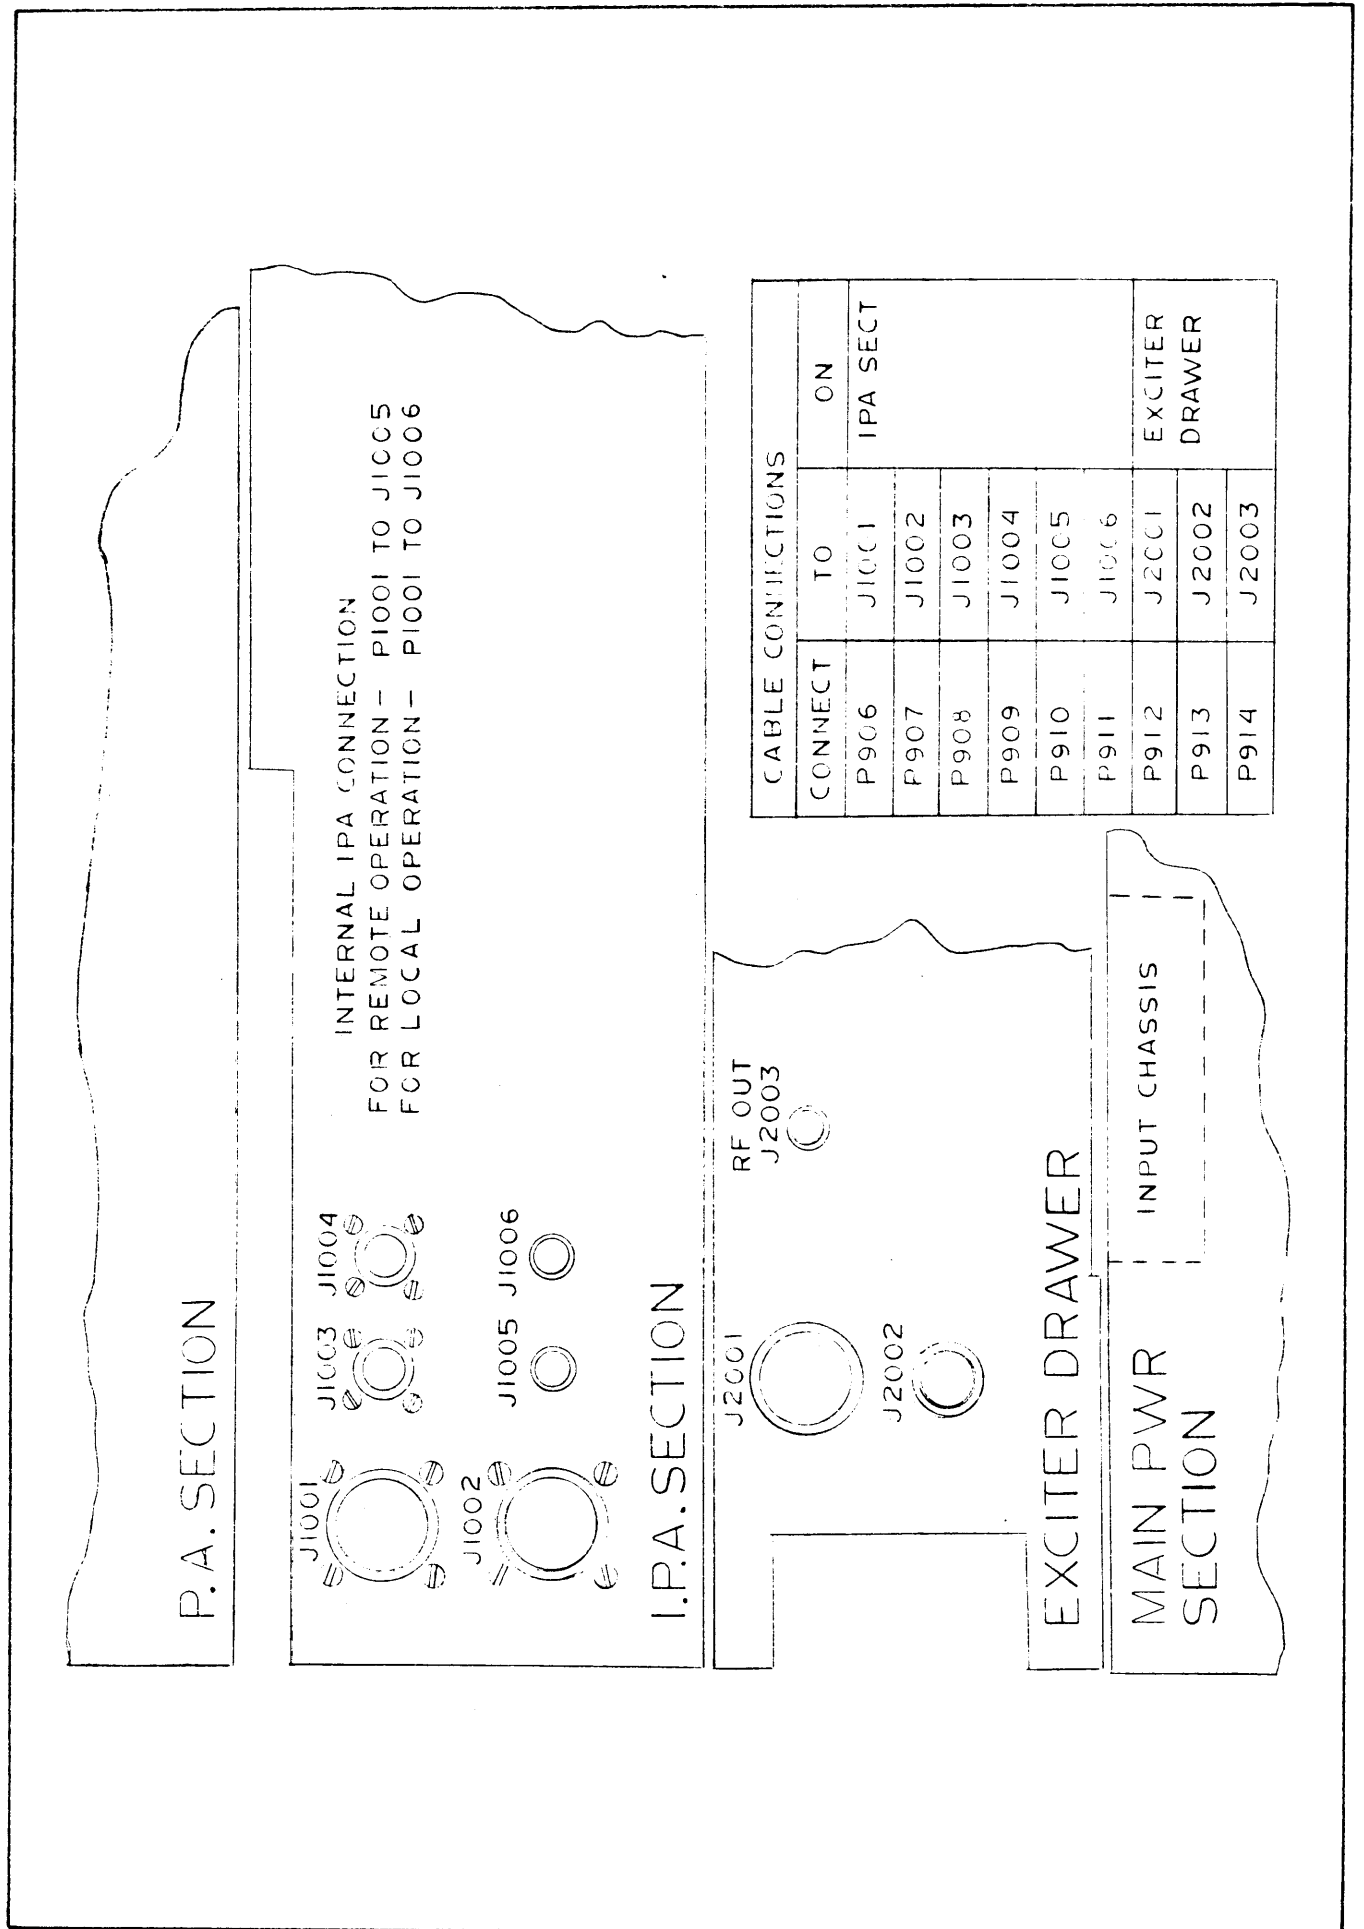 P.A. SECTION
J1001
J1003
J1004
INTERNAL IPA CONNECTION
FOR REMOTE OPERATION - P1001 TO J1005
FOR LOCAL OPERATION - P1001 TO J1006
J1002
J1005
J1006
I.P.A. SECTION
J2001
RF OUT
J2003
J2002
EXCITER DRAWER
MAIN PWR
SECTION
INPUT CHASSIS
CABLE CONNECTIONS
CONNECT TO ON
P906 J1001 IPA SECT
P907 J1002
P908 J1003
P909 J1004
P910 J1005
P911 J1006
P912 J2001 EXCITER
P913 J2002 DRAWER
P914 J2003